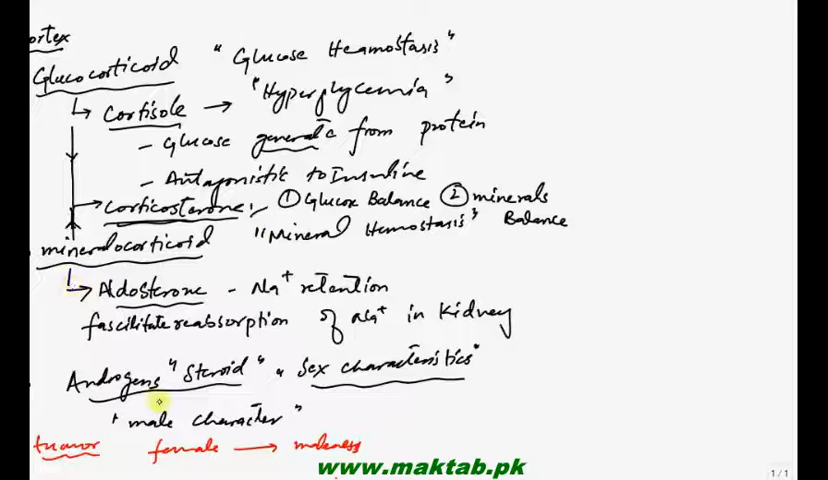 ortex
Glucocorticoid "Glucose Heamostasis"
↳ Cortisole → "Hyperglycemia"
- Glucose generate from protein
- Antagonistic to Insuline
→ Corticosterone:, ① Glucose Balance ② minerals Balance
mineralocorticoid "Mineral Hemostasis"
↳ Aldosterone - Na⁺ retention
fascilitate reabsorption of Na⁺ in Kidney
Androgens "Steroid" "Sex characteristics"
"male character"
tumor female → maleness
www.maktab.pk
1/1